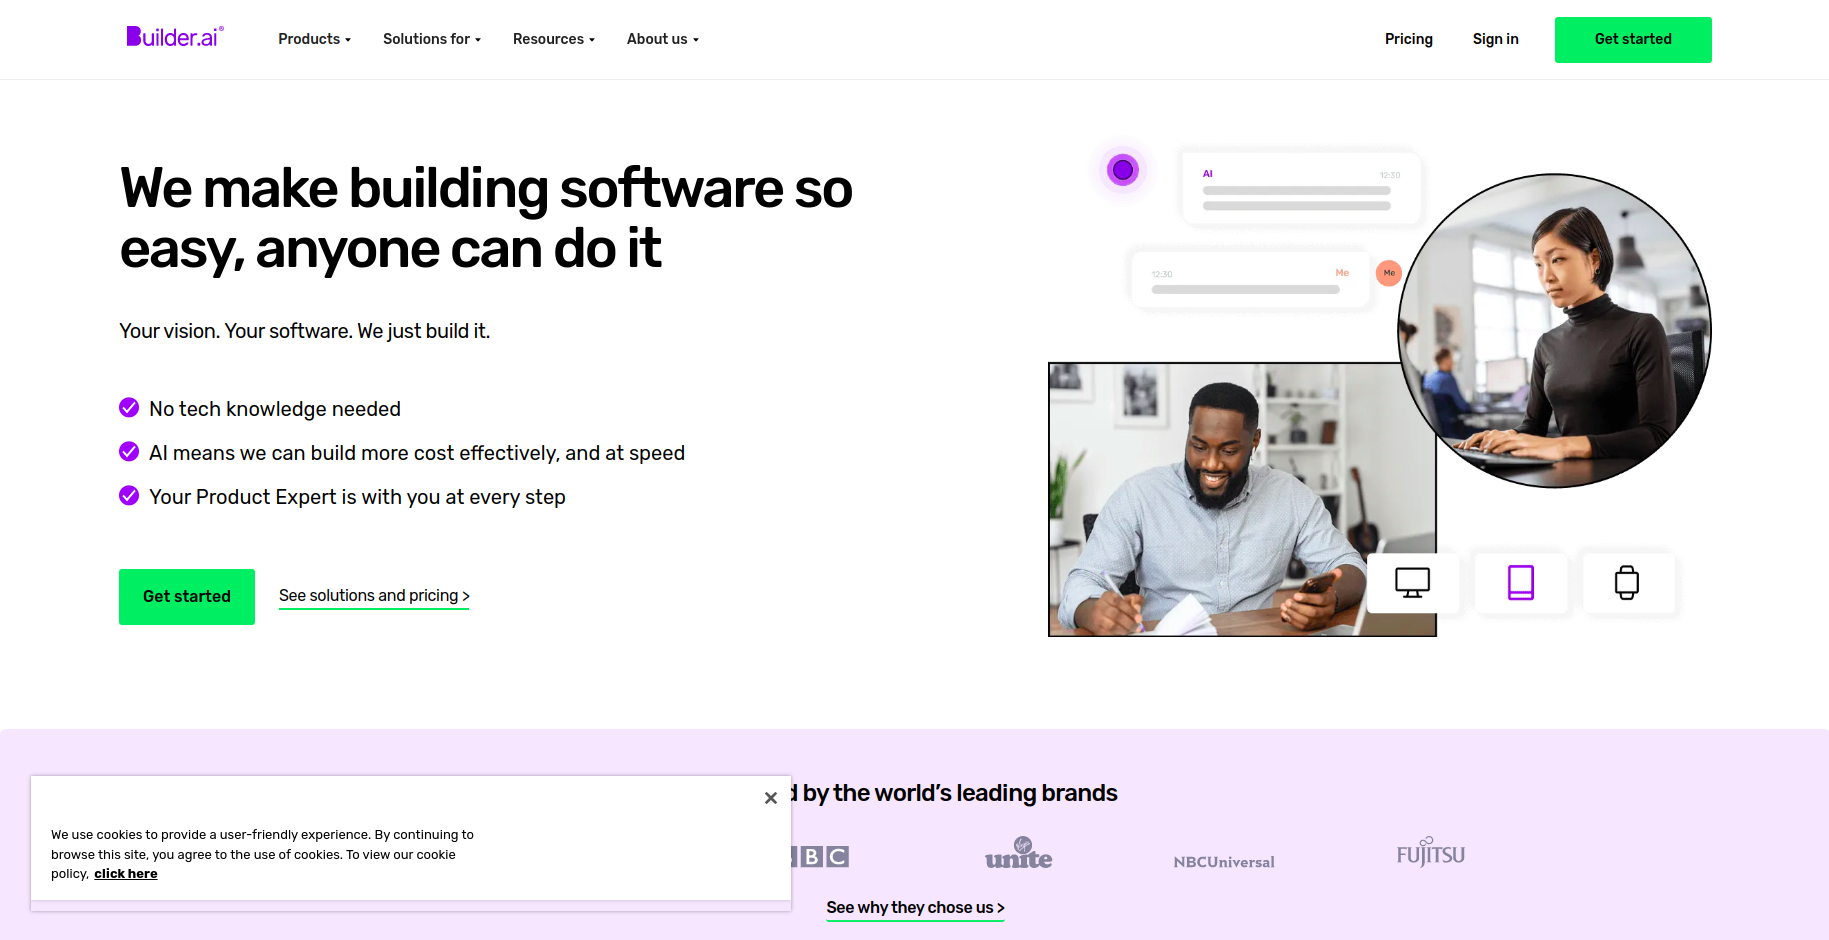 Builder.ai®
Products
Solutions for
Resources
About us
Pricing
Sign in
Get started
We make building software so
easy, anyone can do it
Your vision. Your software. We just build it.
No tech knowledge needed
AI means we can build more cost effectively, and at speed
Your Product Expert is with you at every step
Get started
See solutions and pricing >
AI
12:30
12:30
Me
Me
by the world's leading brands
We use cookies to provide a user-friendly experience. By continuing to
browse this site, you agree to the use of cookies. To view our cookie
policy, click here
BC
Virgin
unite
NBCUniversal
FUJITSU
See why they chose us >